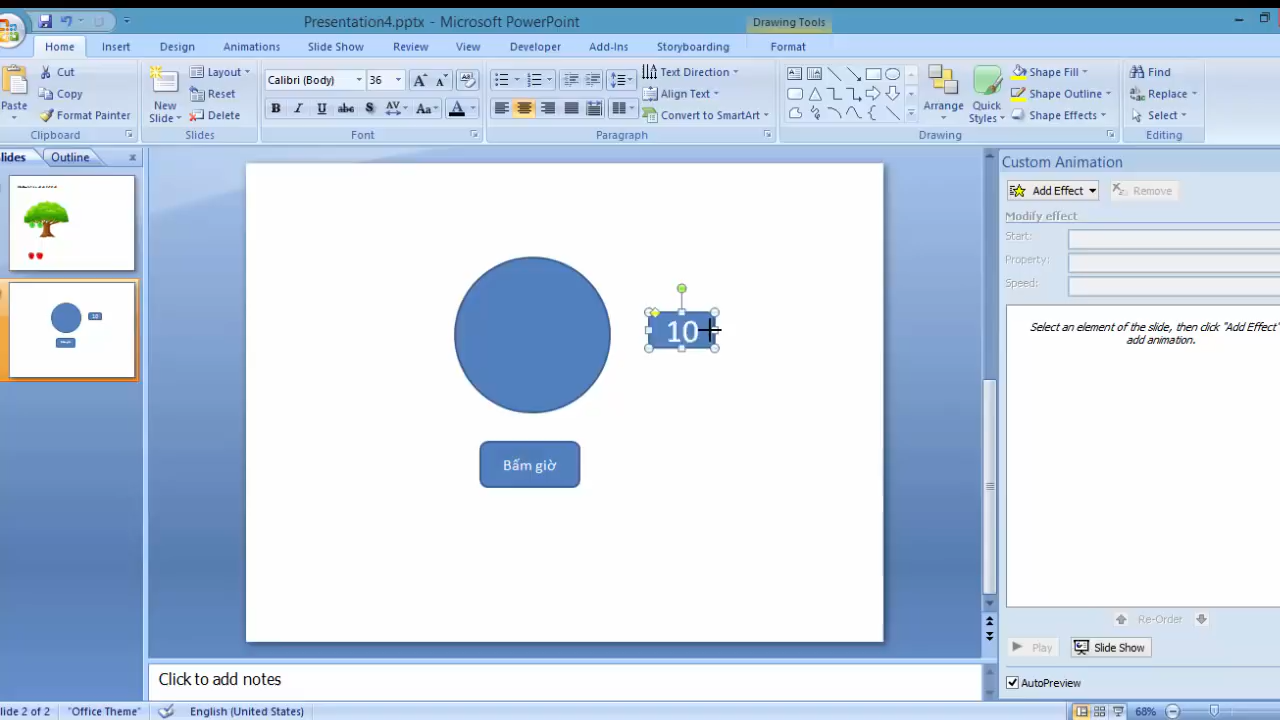 Presentation4.pptx - Microsoft PowerPoint
Drawing Tools
Home Insert Design Animations Slide Show Review View Developer Add-Ins Storyboarding Format
Paste
Cut
Copy
Format Painter
Clipboard
New Slide
Layout
Reset
Delete
Slides
Calibri (Body) 36
Font
Text Direction
Align Text
Convert to SmartArt
Paragraph
Arrange
Quick Styles
Shape Fill
Shape Outline
Shape Effects
Drawing
Find
Replace
Select
Editing
lides Outline
10
Bấm giờ
Custom Animation
Add Effect Remove
Modify effect
Start:
Property:
Speed:
Select an element of the slide, then click "Add Effect"
add animation.
Re-Order
Play Slide Show
AutoPreview
Click to add notes
lide 2 of 2 "Office Theme" English (United States) 68%